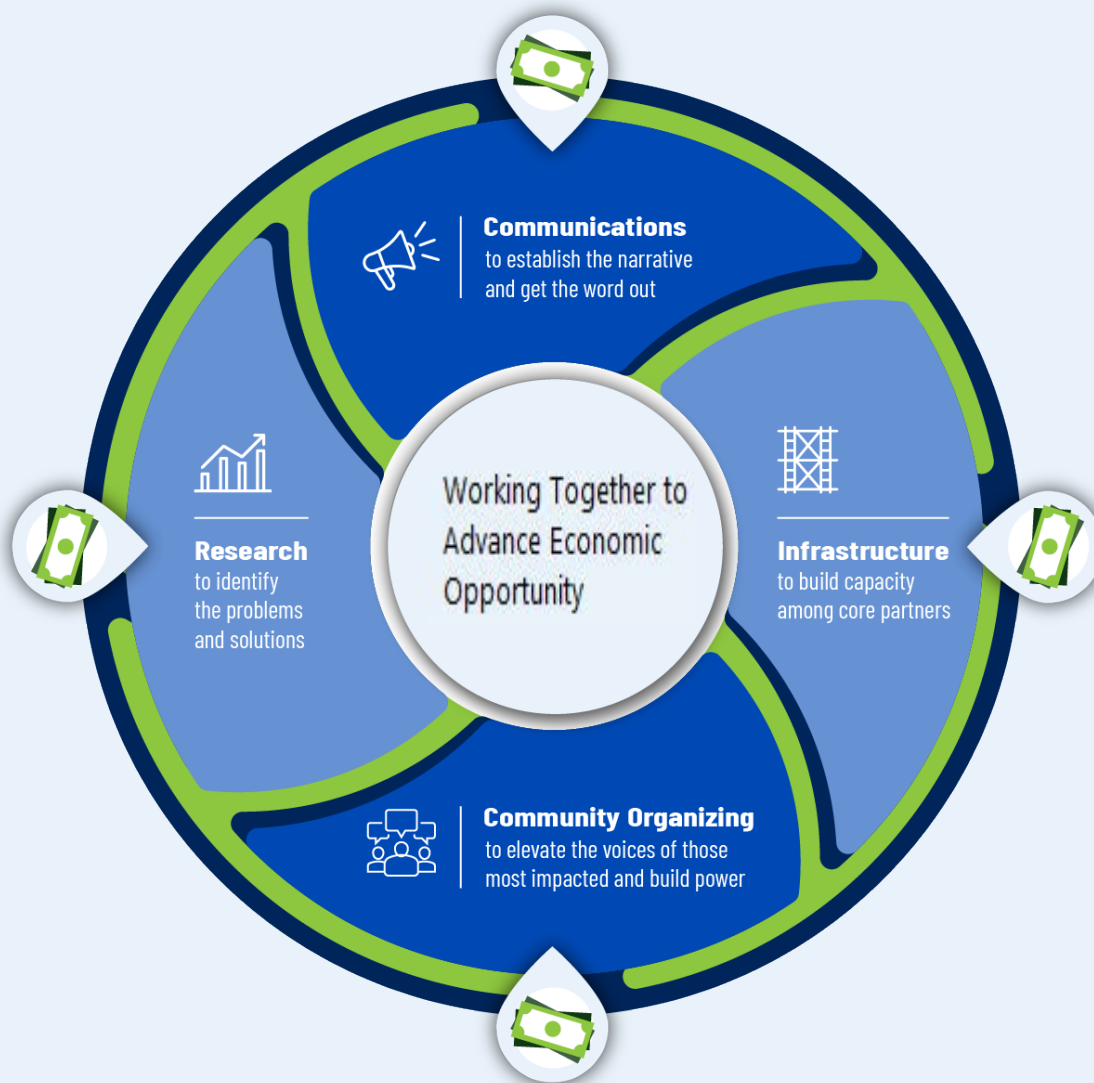 Communications
to establish the narrative
and get the word out
Research
to identify
the problems
and solutions
Working Together to
Advance Economic
Opportunity
Infrastructure
to build capacity
among core partners
Community Organizing
to elevate the voices of those
most impacted and build power